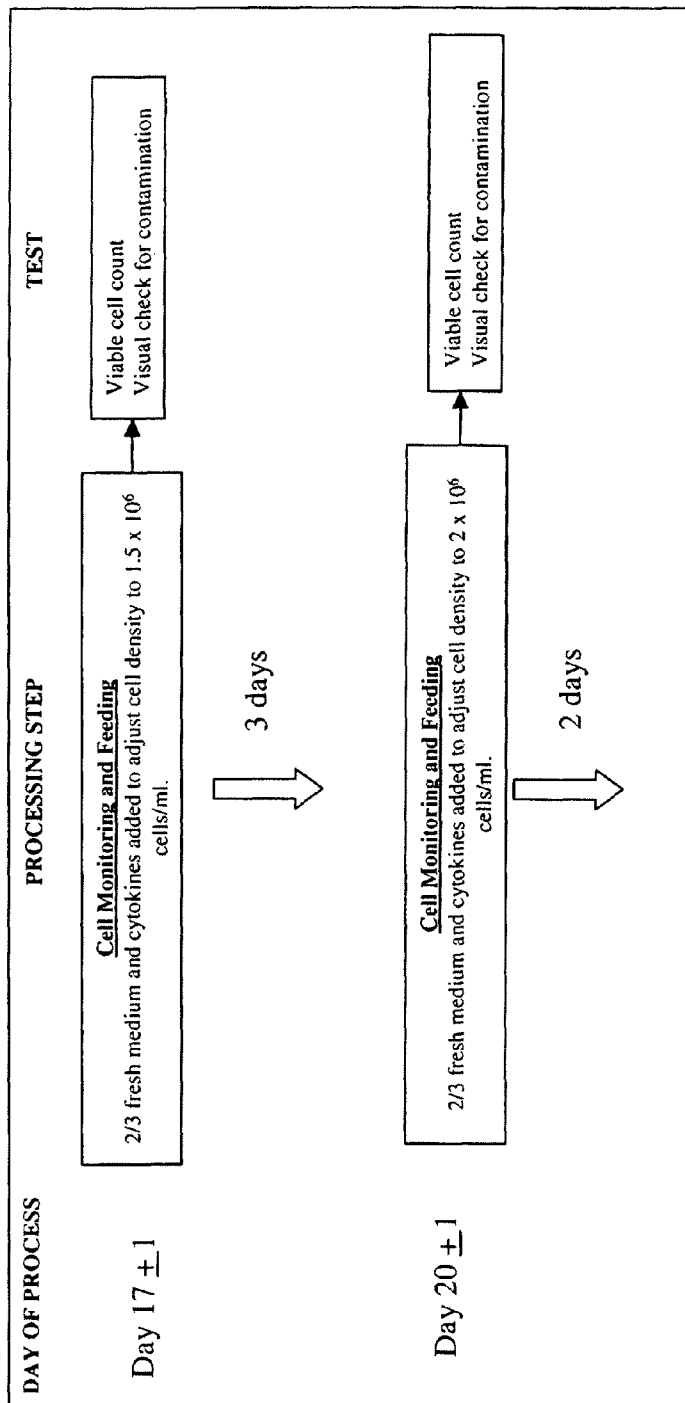 DAY OF PROCESS
PROCESSING STEP
TEST
Day 17 ± 1
Cell Monitoring and Feeding
2/3 fresh medium and cytokines added to adjust cell density to 1.5 x 10⁶
cells/ml.
Viable cell count
Visual check for contamination
3 days
Day 20 ± 1
Cell Monitoring and Feeding
2/3 fresh medium and cytokines added to adjust cell density to 2 x 10⁶
cells/ml.
Viable cell count
Visual check for contamination
2 days